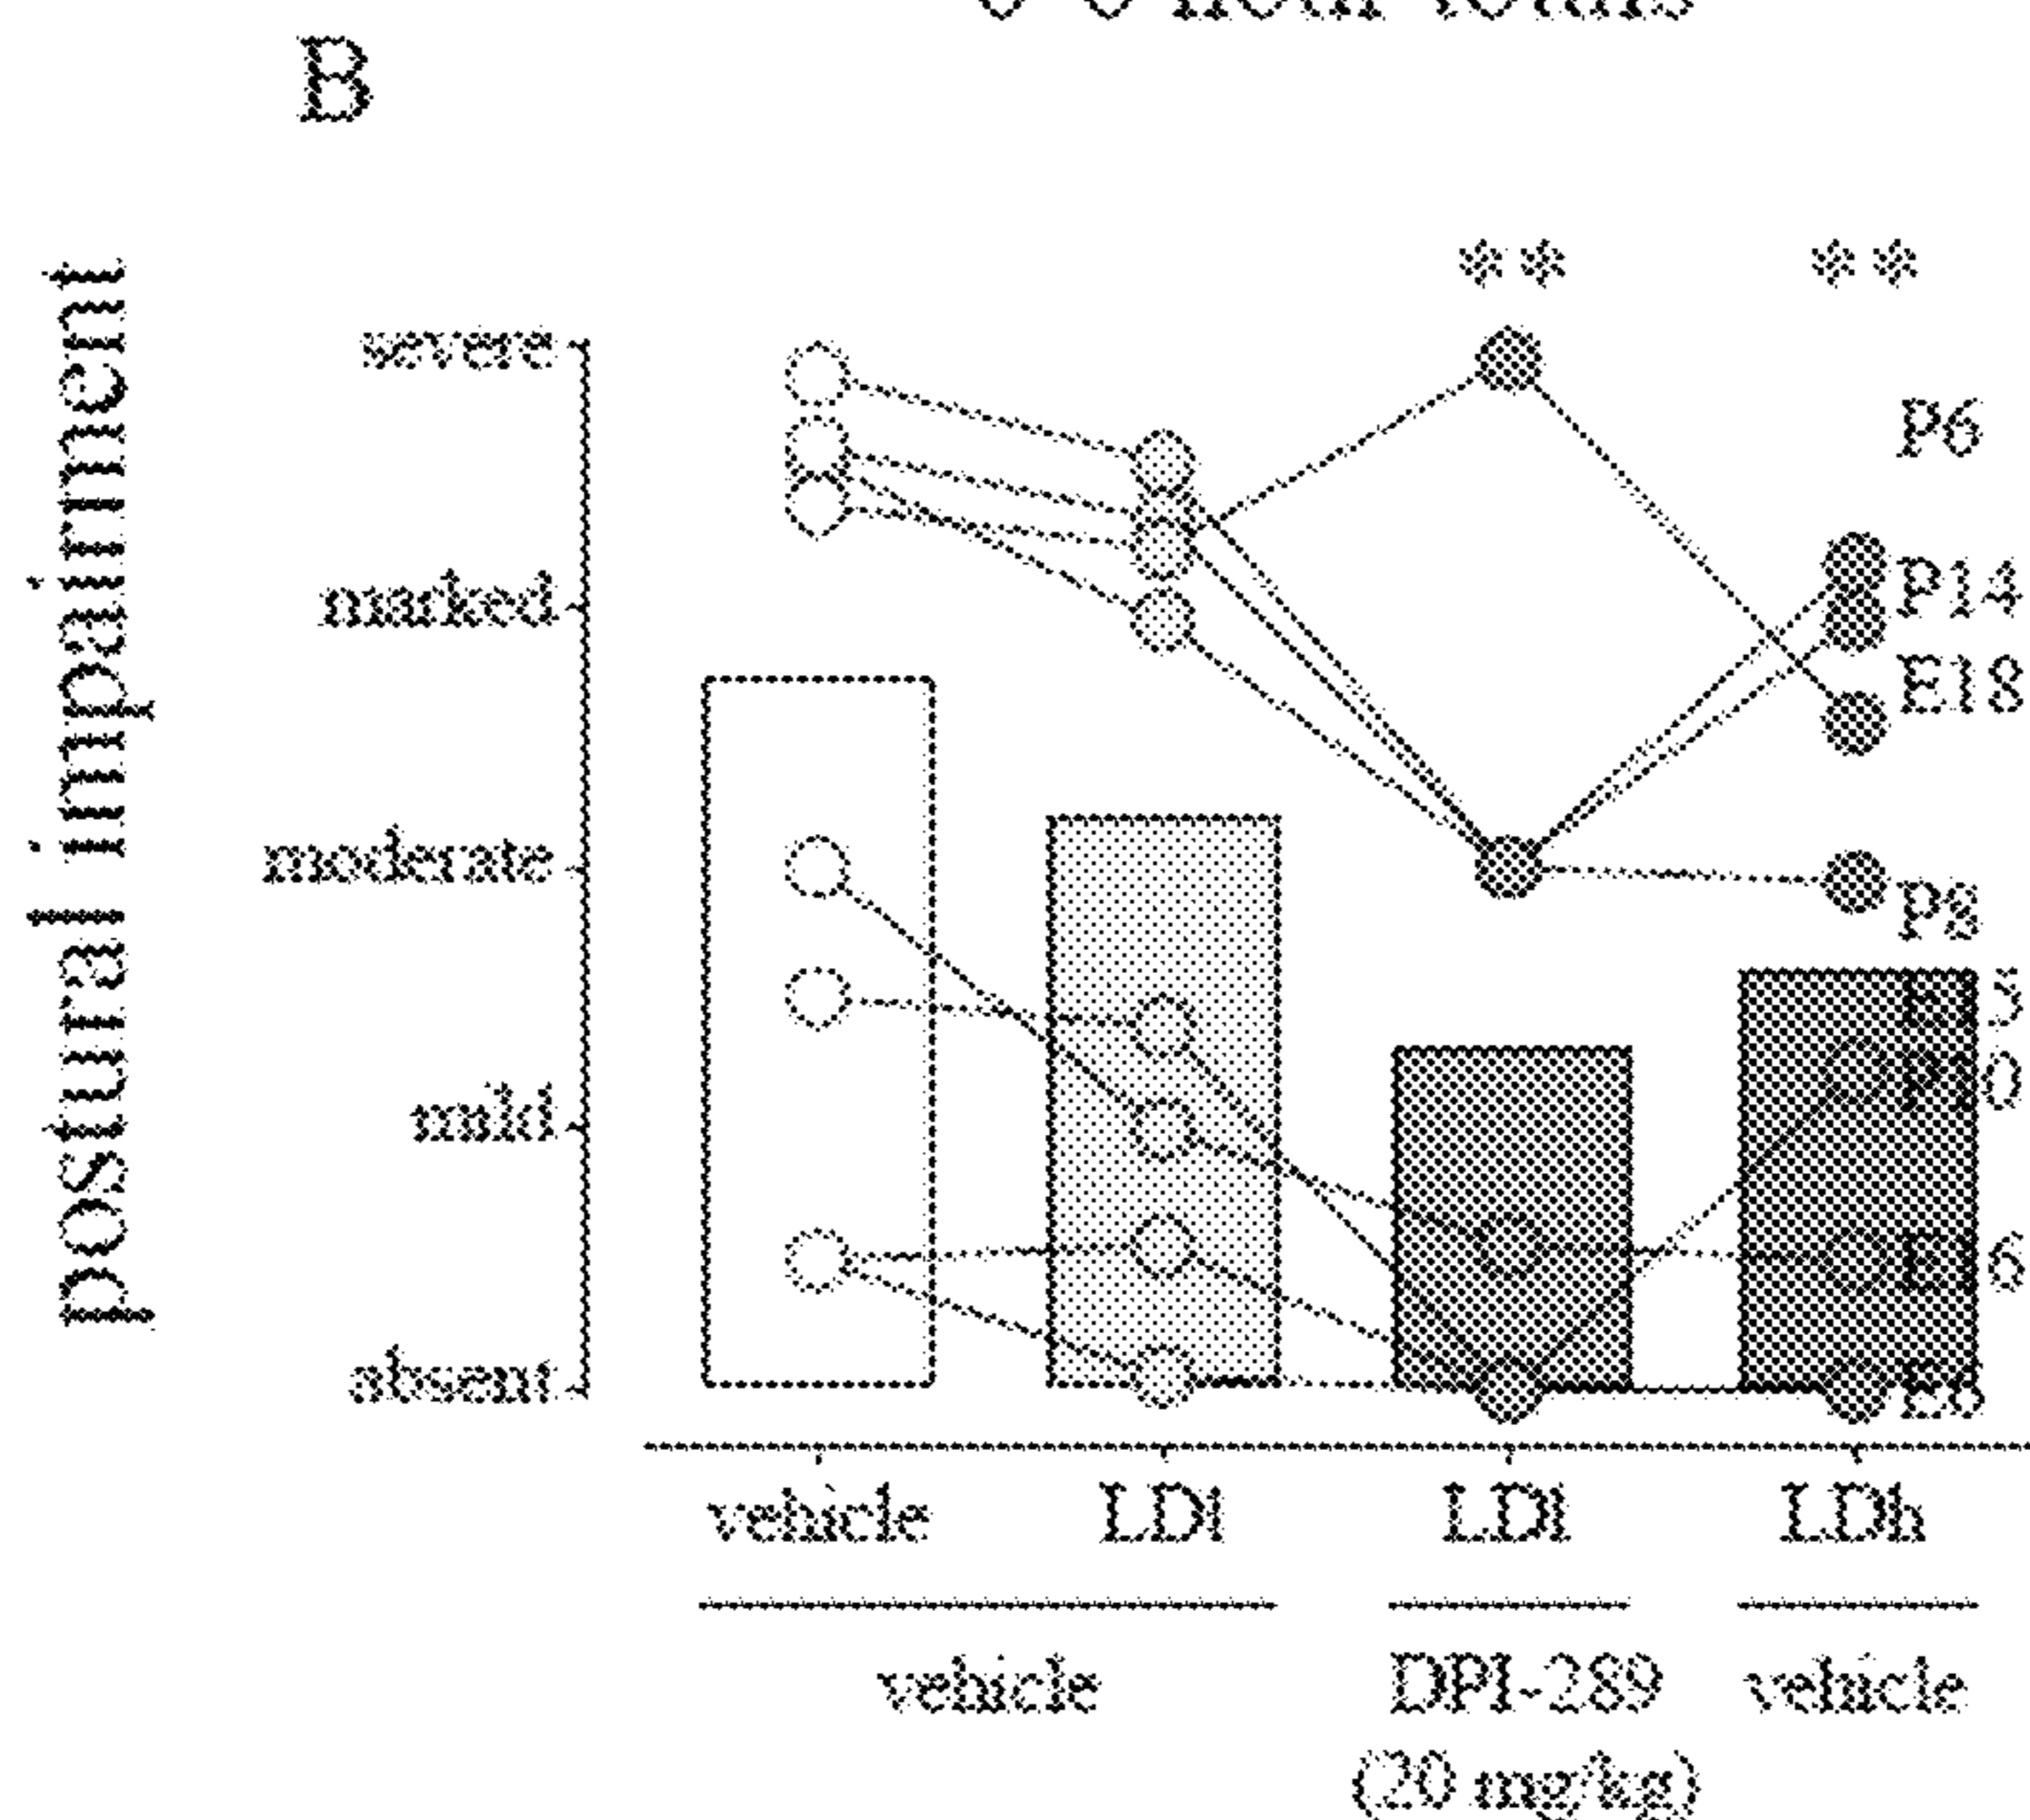 B
**
**
postural impairment
severe
marked
moderate
mild
absent
P6
P14
E18
P8
vehicle LDl LDl LDh
vehicle DPI-289 vehicle
(20 mg/kg)